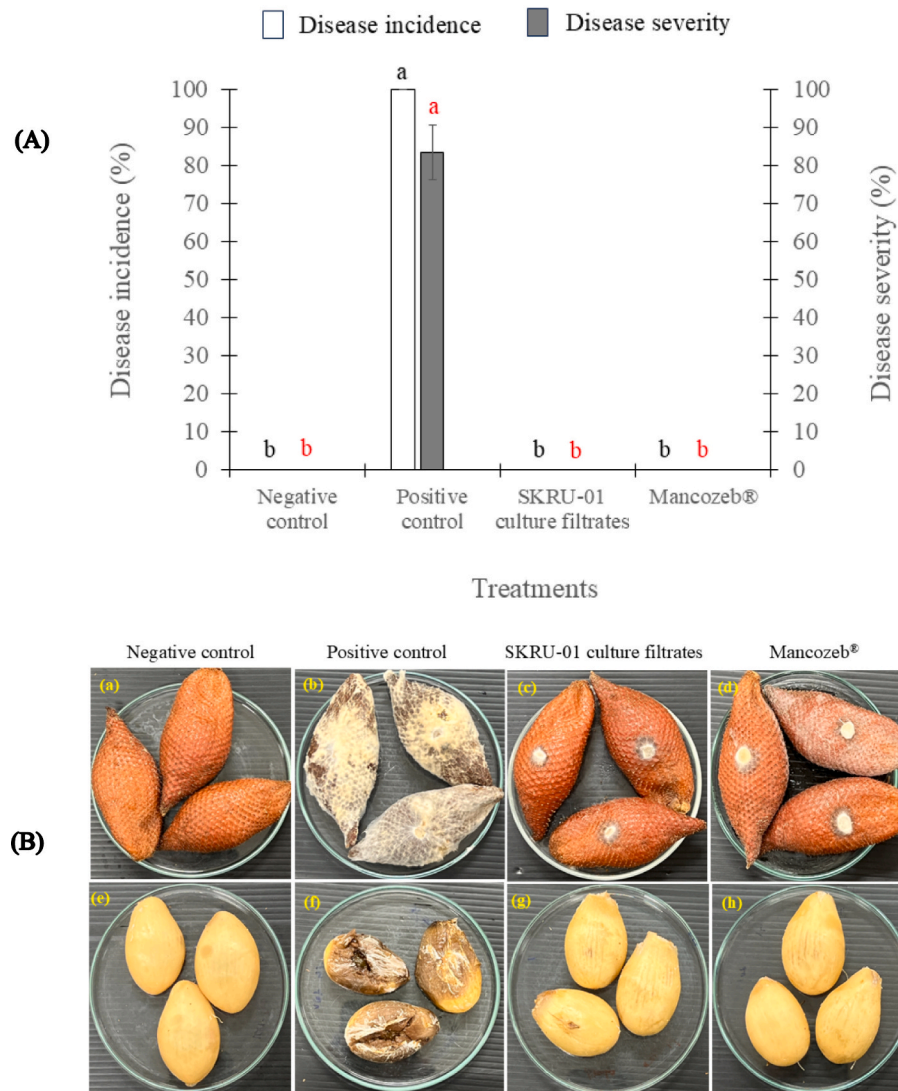 Disease incidence Disease severity
(A)
Disease incidence (%)
100
90
80
70
60
50
40
30
20
10
0
a
a
b b
b b
b b
100
90
80
70
60
50
40
30
20
10
0
Disease severity (%)
Negative control
Positive control
SKRU-01 culture filtrates
Mancozeb®
Treatments
(B)
Negative control Positive control SKRU-01 culture filtrates Mancozeb®
(a) (b) (c) (d)
(e) (f) (g) (h)